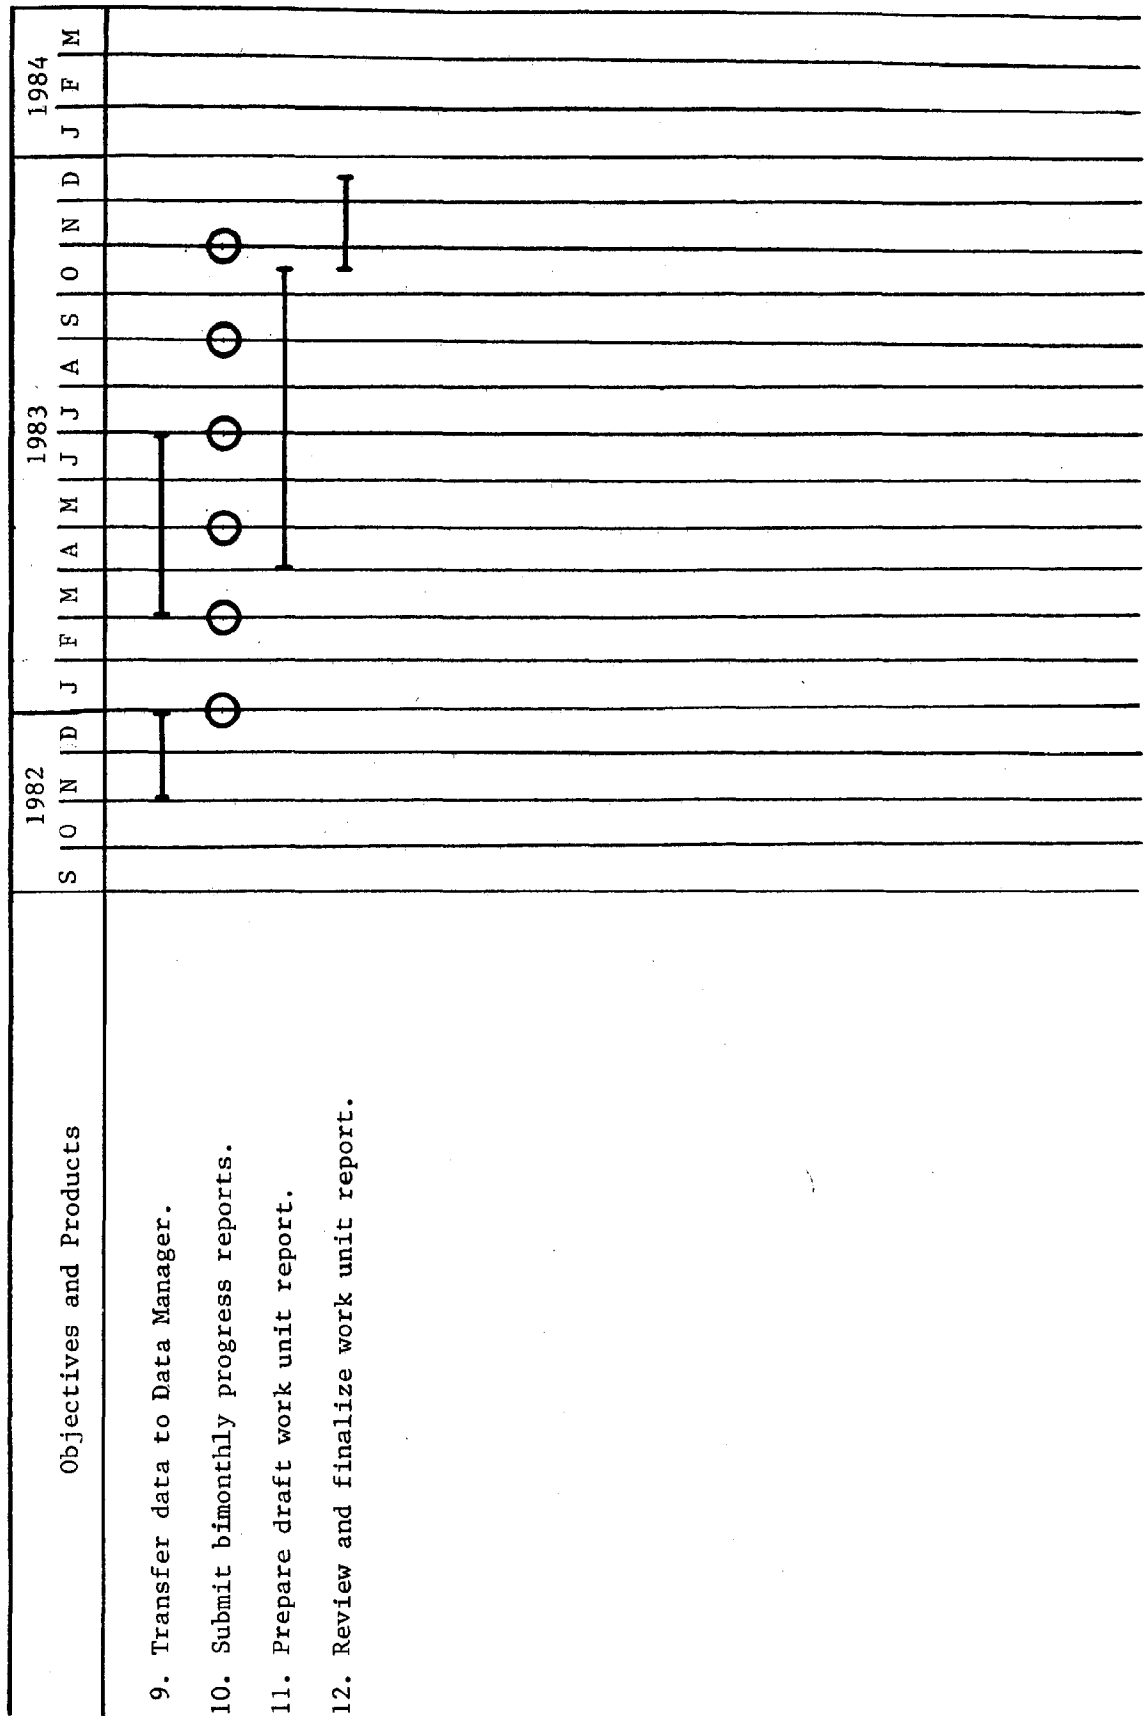 Objectives and Products
1982 1983 1984
S O N D J F M A M J J A S O N D J F M
9. Transfer data to Data Manager.
10. Submit bimonthly progress reports.
11. Prepare draft work unit report.
12. Review and finalize work unit report.